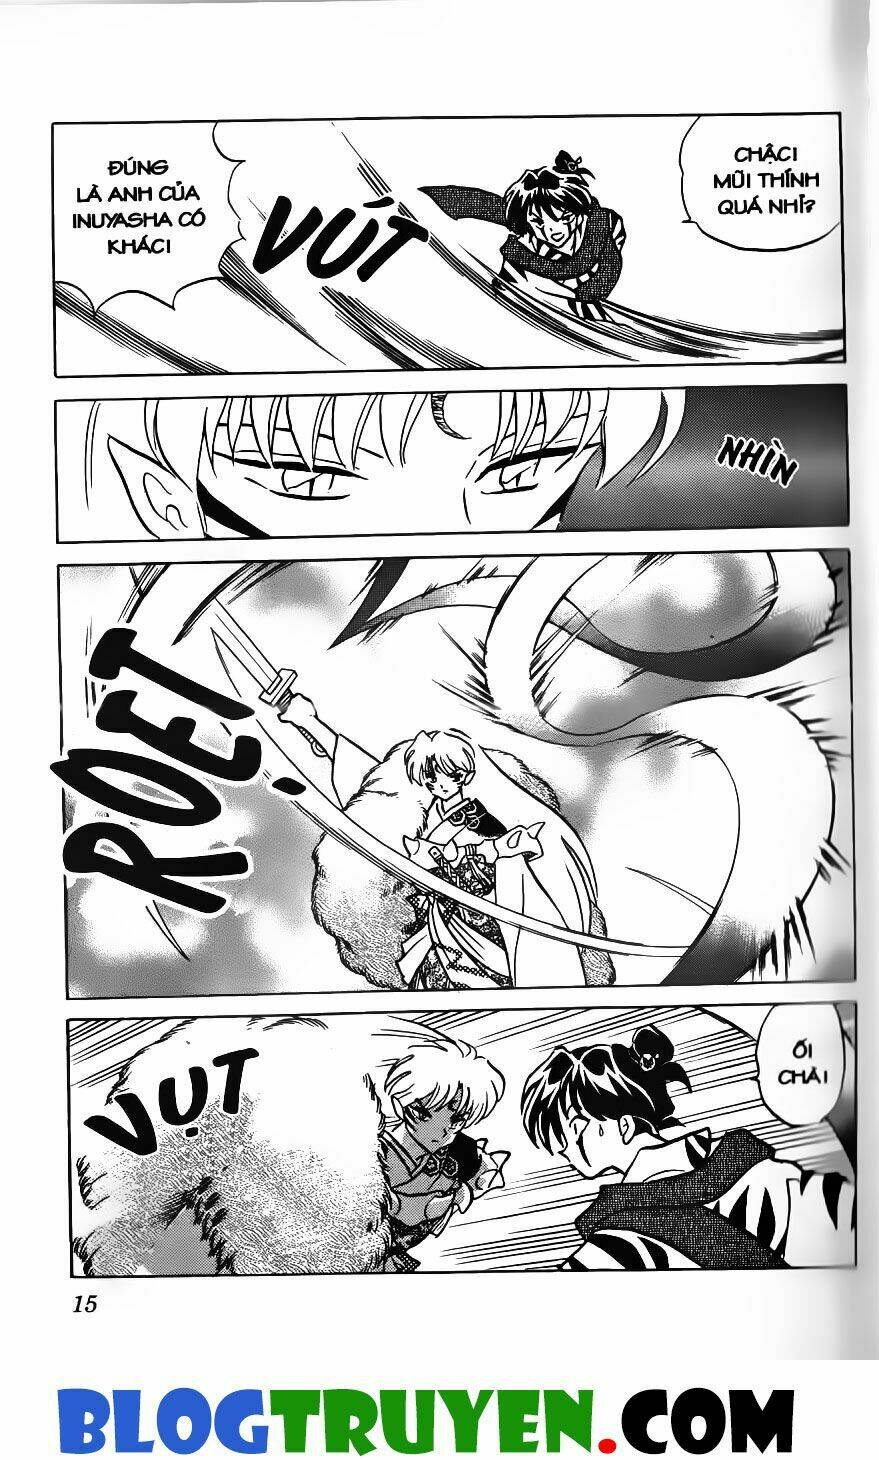 CHẬC!
MŨI THÍNH
QUÁ NHỈ?
ĐÚNG
LÀ ANH CỦA
INUYASHA CÓ
KHÁC!
VÚT
NHÌN
ROẸT
ỐI
CHÀ!
VỤT
15
BLOGTRUYEN.COM